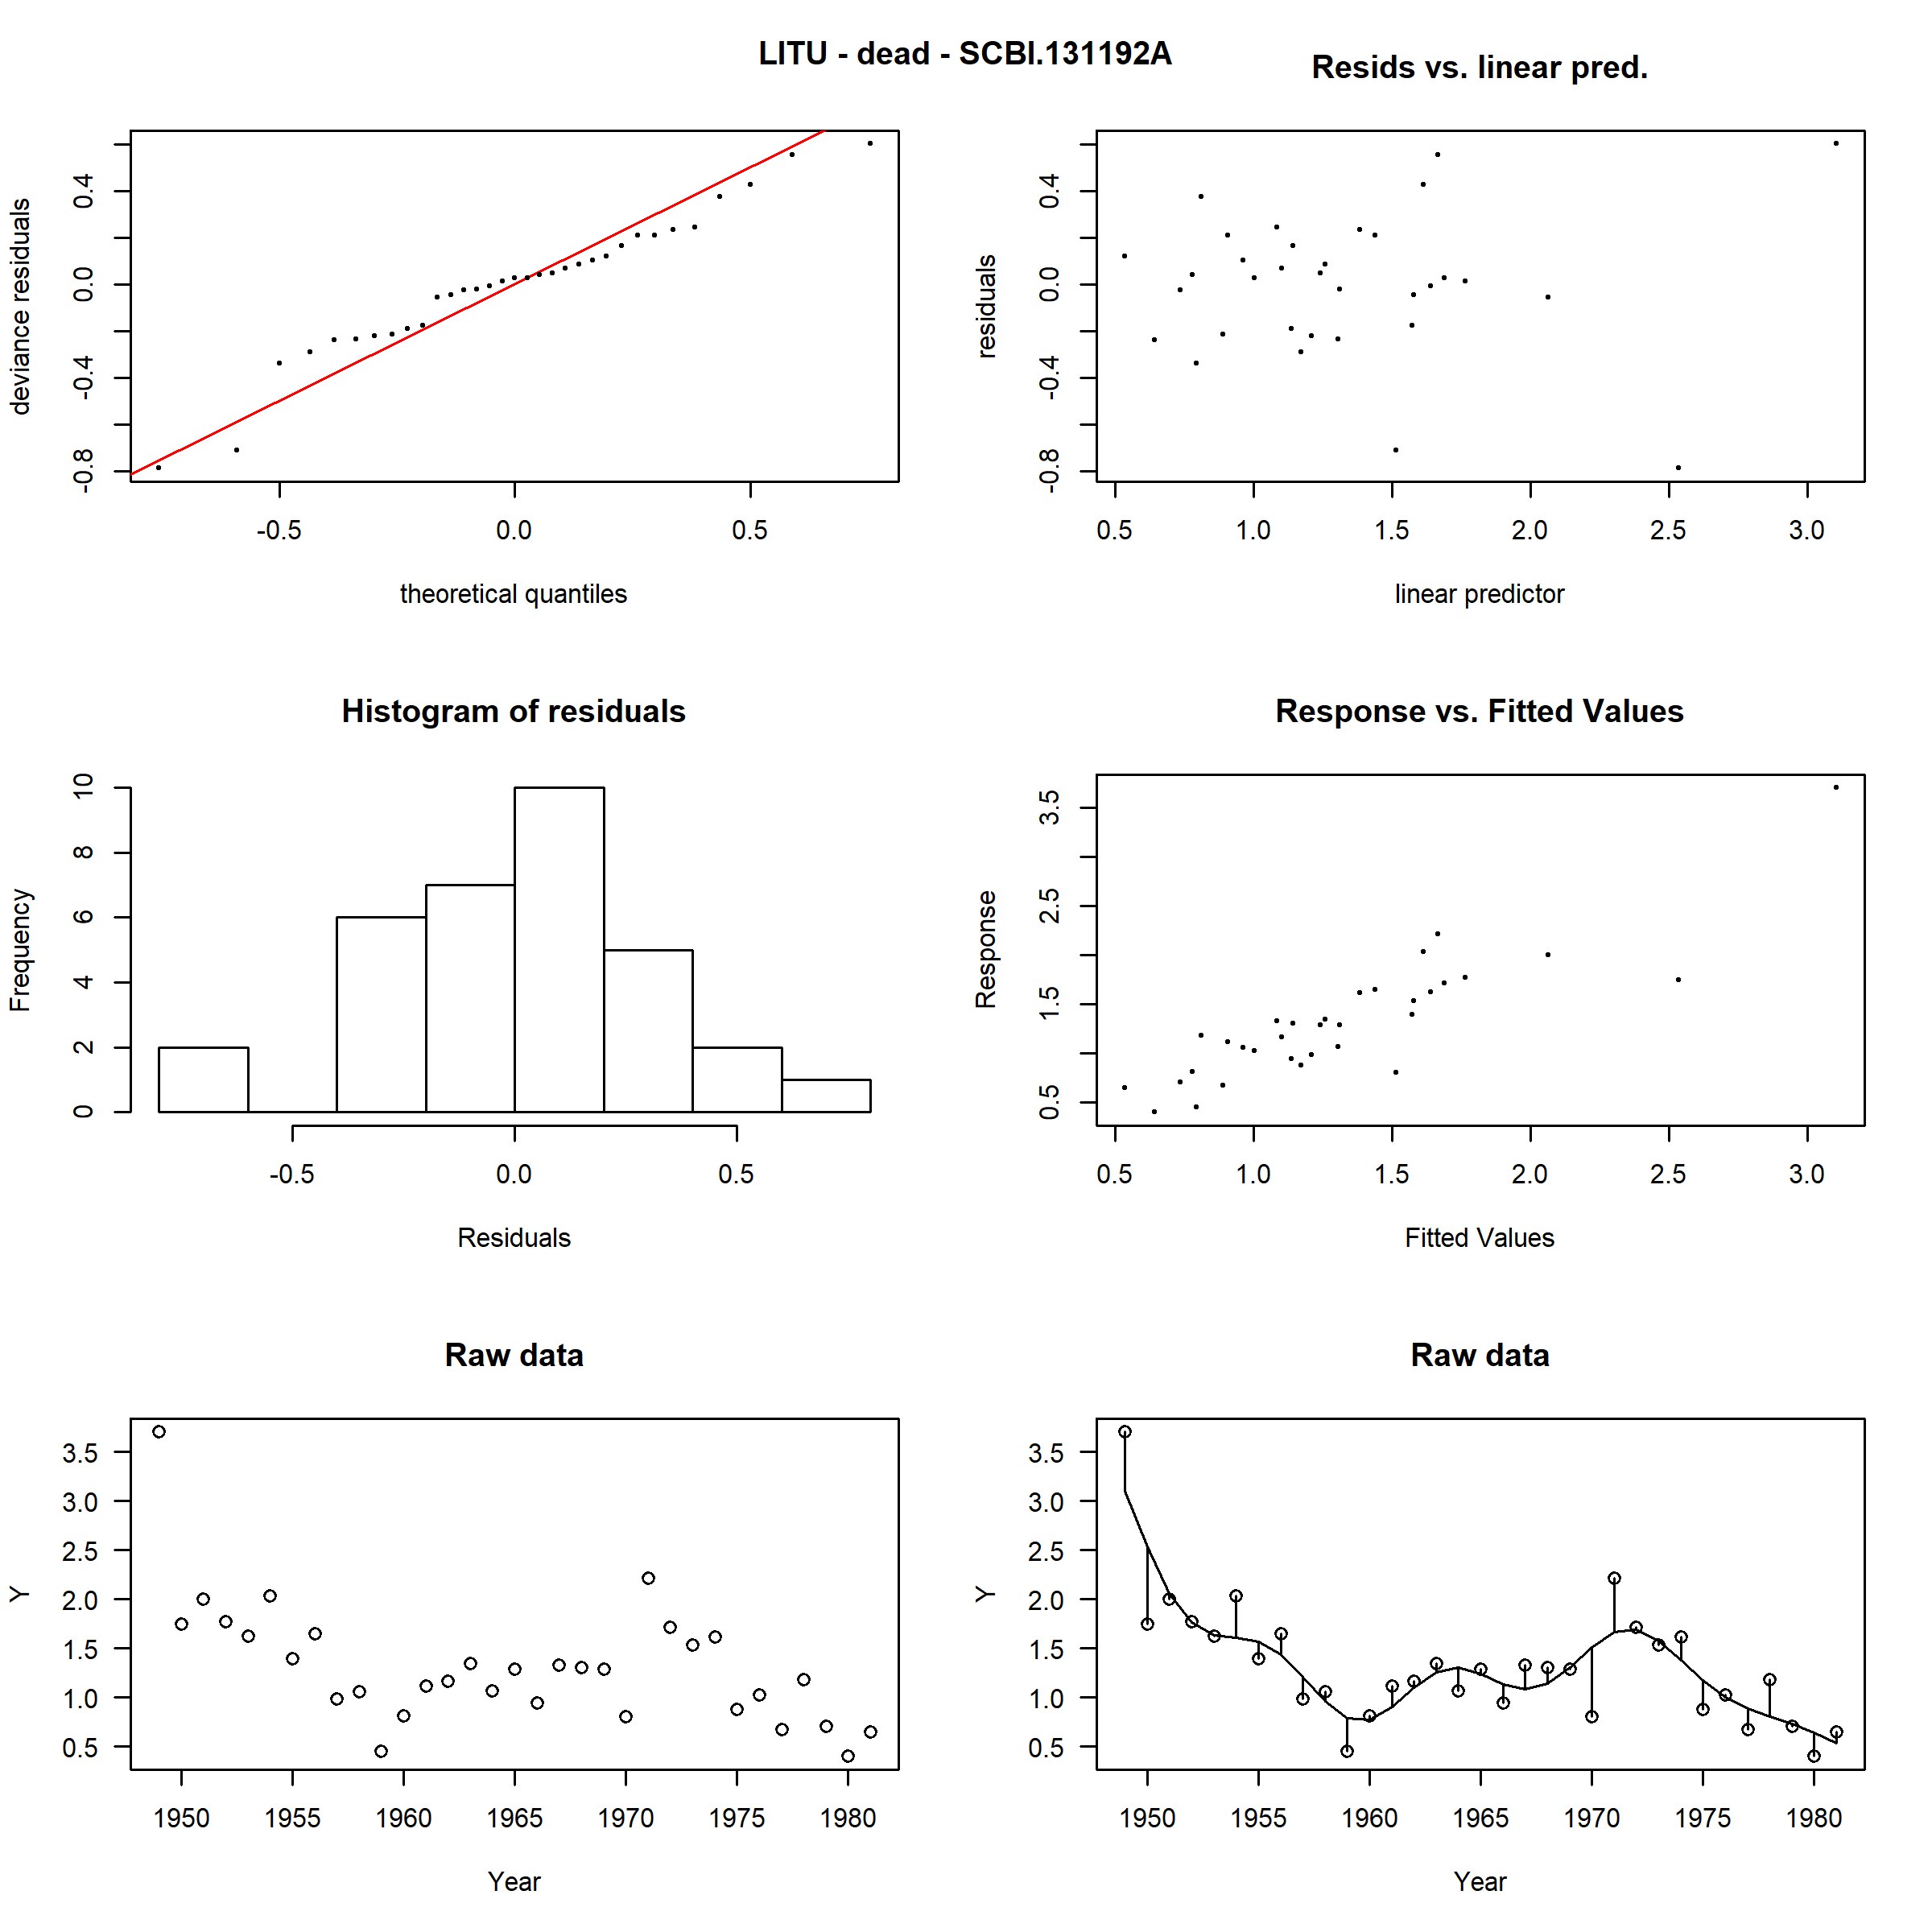 LITU - dead - SCBI.131192A
Resids vs. linear pred.
deviance residuals
-0.8 -0.4 0.0 0.4
-0.5 0.0 0.5
theoretical quantiles
residuals
-0.8 -0.4 0.0 0.4
0.5 1.0 1.5 2.0 2.5 3.0
linear predictor
Histogram of residuals
Frequency
0 2 4 6 8 10
-0.5 0.0 0.5
Residuals
Response vs. Fitted Values
Response
0.5 1.5 2.5 3.5
0.5 1.0 1.5 2.0 2.5 3.0
Fitted Values
Raw data
Y
3.5
3.0
2.5
2.0
1.5
1.0
0.5
1950 1955 1960 1965 1970 1975 1980
Year
Raw data
Y
3.5
3.0
2.5
2.0
1.5
1.0
0.5
1950 1955 1960 1965 1970 1975 1980
Year